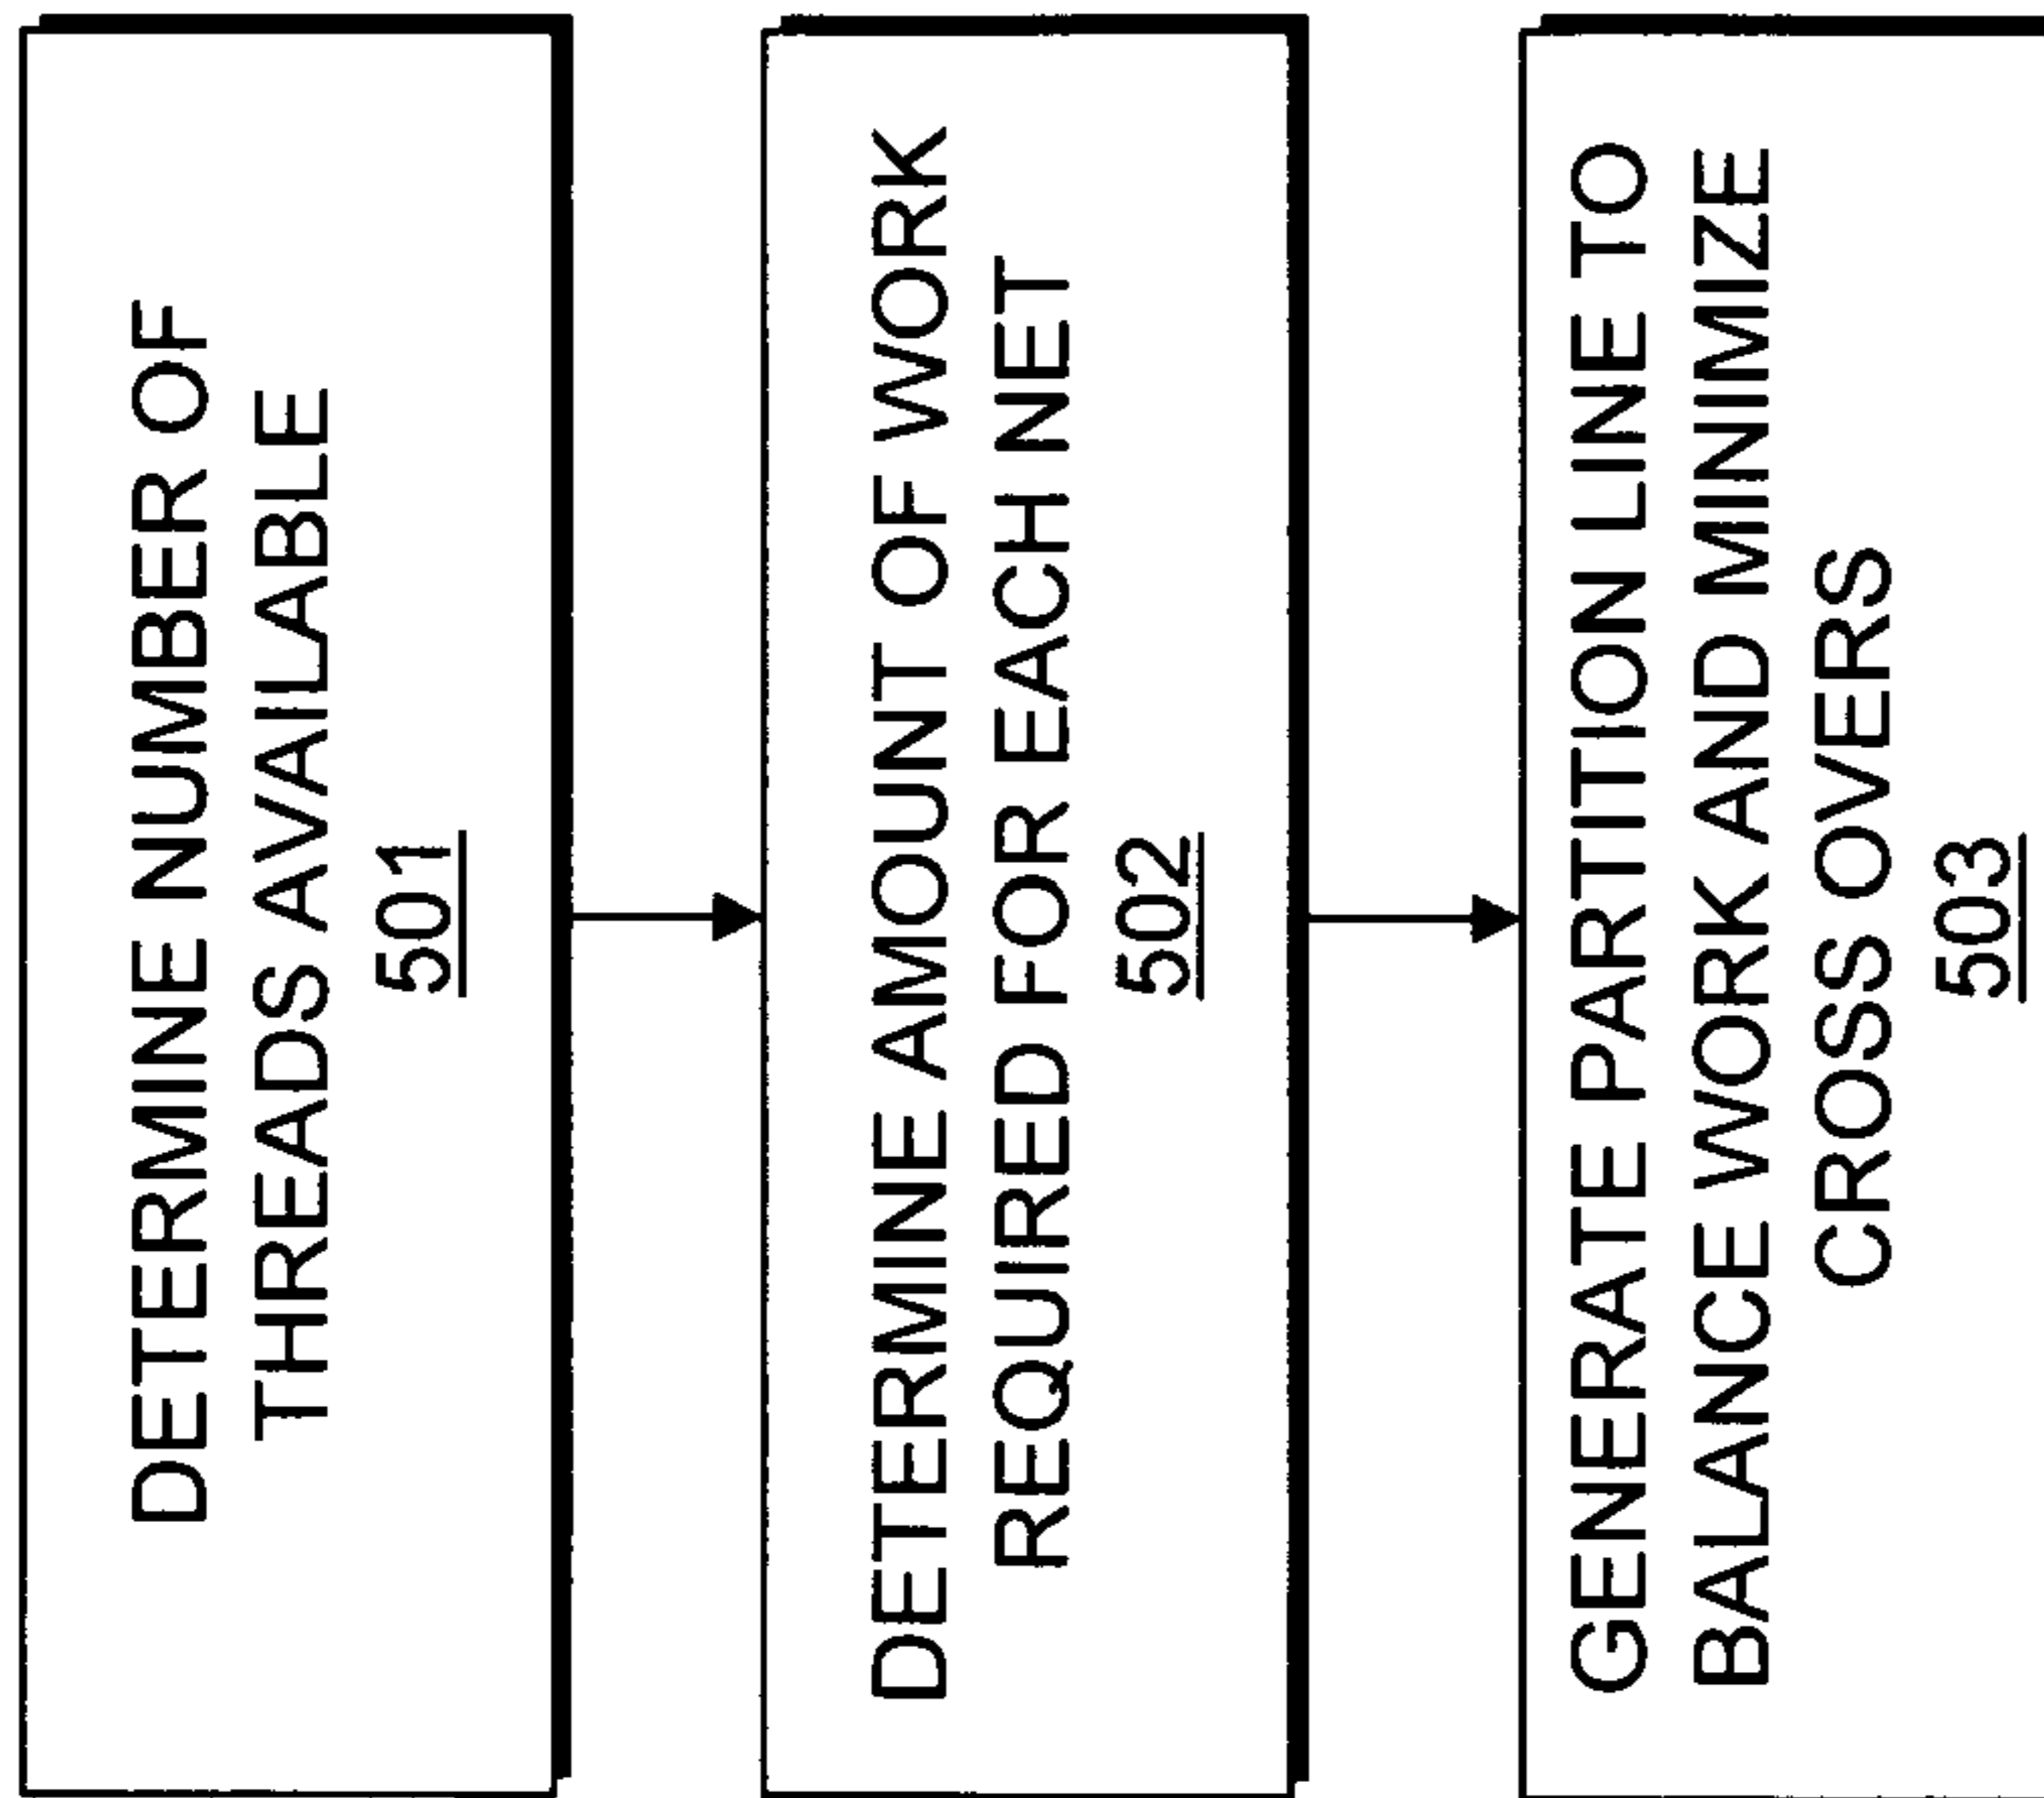 DETERMINE NUMBER OF
THREADS AVAILABLE
501
DETERMINE AMOUNT OF WORK
REQUIRED FOR EACH NET
502
GENERATE PARTITION LINE TO
BALANCE WORK AND MINIMIZE
CROSS OVERS
503